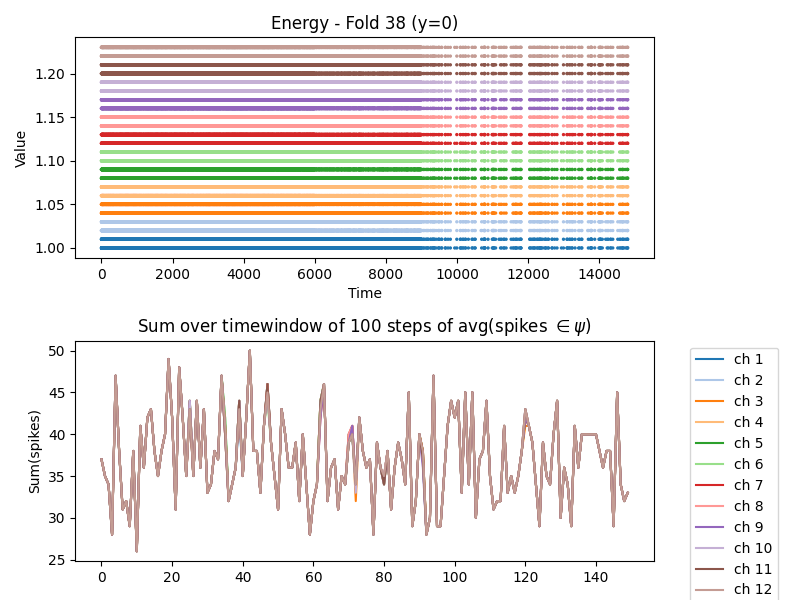 Energy - Fold 38 (y=0)
Value
1.20
1.15
1.10
1.05
1.00
0 2000 4000 6000 8000 10000 12000 14000
Time
Sum over timewindow of 100 steps of avg(spikes ∈ ψ)
Sum(spikes)
50
45
40
35
30
25
0 20 40 60 80 100 120 140
ch 1
ch 2
ch 3
ch 4
ch 5
ch 6
ch 7
ch 8
ch 9
ch 10
ch 11
ch 12